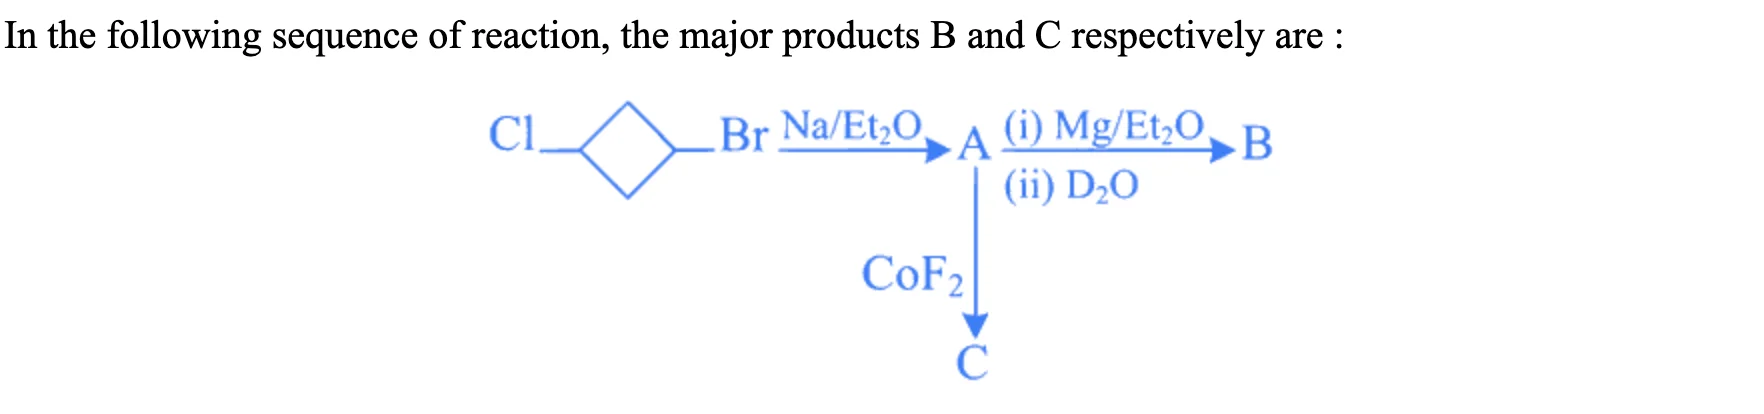 In the following sequence of reaction, the major products B and C respectively are :
Cl Br Na/Et₂O A (i) Mg/Et₂O B
(ii) D₂O
CoF₂
C